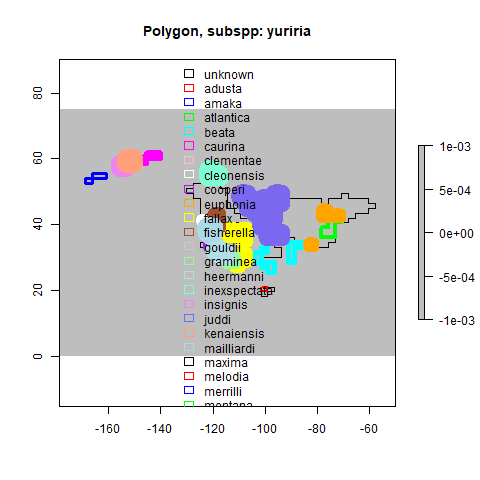 Polygon, subspp: yuriria
unknown
adusta
amaka
atlantica
beata
caurina
clementae
cleonensis
cooperi
euphonia
fallax
fisherella
gouldii
graminea
heermanni
inexspectata
insignis
juddi
kenaiensis
mailliardi
maxima
melodia
merrilli
montana
80
60
40
20
0
-160
-140
-120
-100
-80
-60
1e-03
5e-04
0e+00
-5e-04
-1e-03